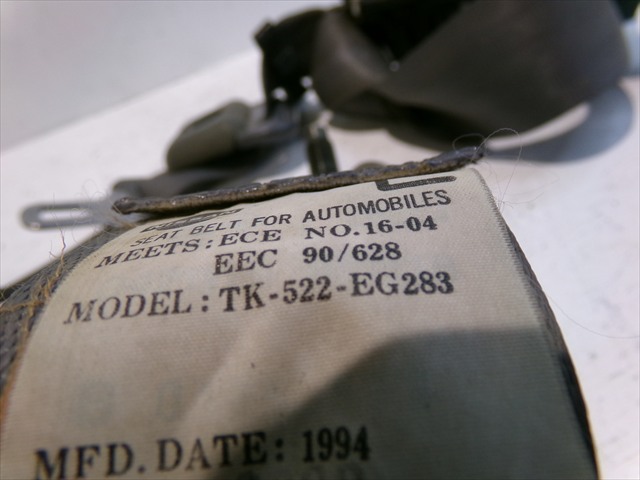 SEAT BELT FOR AUTOMOBILES
MEETS: ECE NO.16-04
EEC 90/628
MODEL: TK-522-EG283
MFD. DATE: 1994